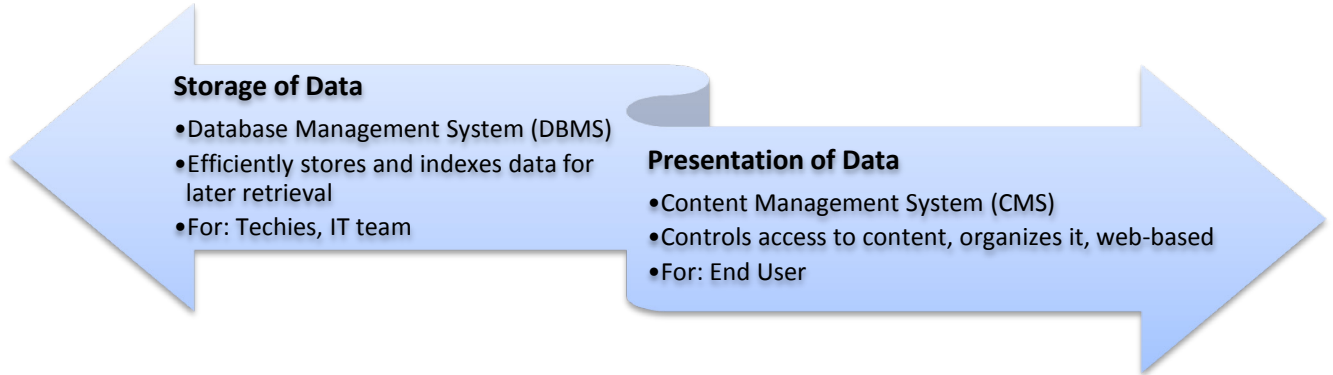 Storage of Data
•Database Management System (DBMS)
•Efficiently stores and indexes data for
later retrieval
•For: Techies, IT team
Presentation of Data
•Content Management System (CMS)
•Controls access to content, organizes it, web-based
•For: End User